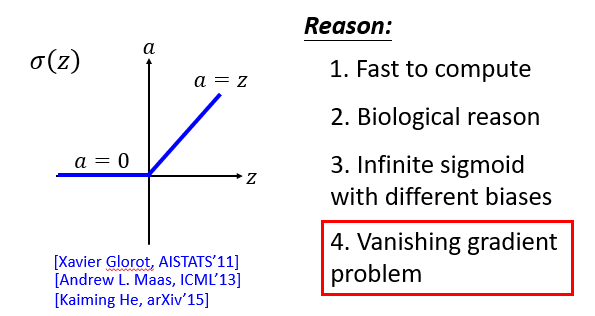 σ(z)
a
a = z
a = 0
z
[Xavier Glorot, AISTATS’11]
[Andrew L. Maas, ICML’13]
[Kaiming He, arXiv’15]
Reason:
1. Fast to compute
2. Biological reason
3. Infinite sigmoid
with different biases
4. Vanishing gradient
problem